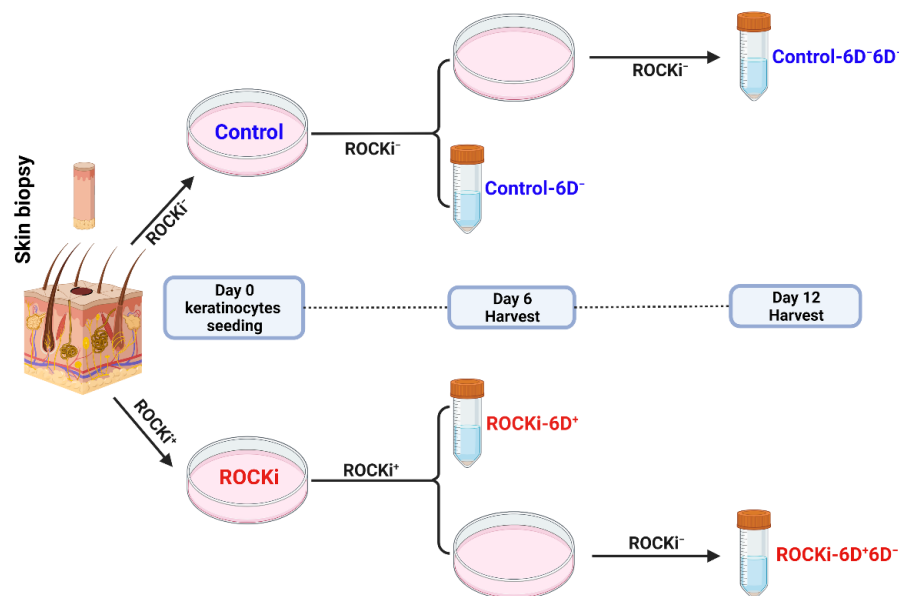 Skin biopsy
ROCKi⁻
Control
ROCKi⁻
ROCKi⁻
Control-6D⁻6D⁻
Control-6D⁻
Day 0
keratinocytes
seeding
Day 6
Harvest
Day 12
Harvest
ROCKi⁺
ROCKi
ROCKi⁺
ROCKi-6D⁺
ROCKi⁻
ROCKi-6D⁺6D⁻